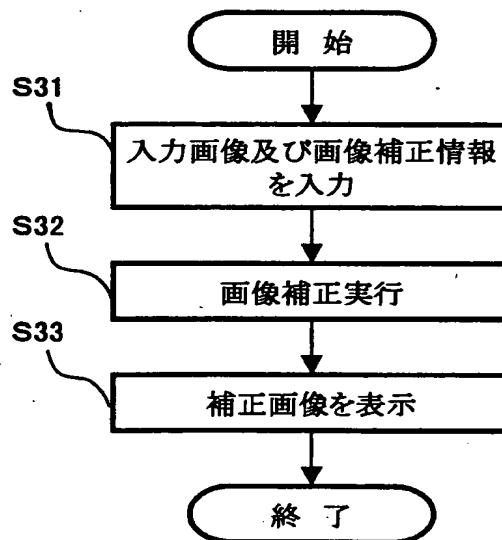 開 始
S31
入力画像及び画像補正情報
を入力
S32
画像補正実行
S33
補正画像を表示
終 了